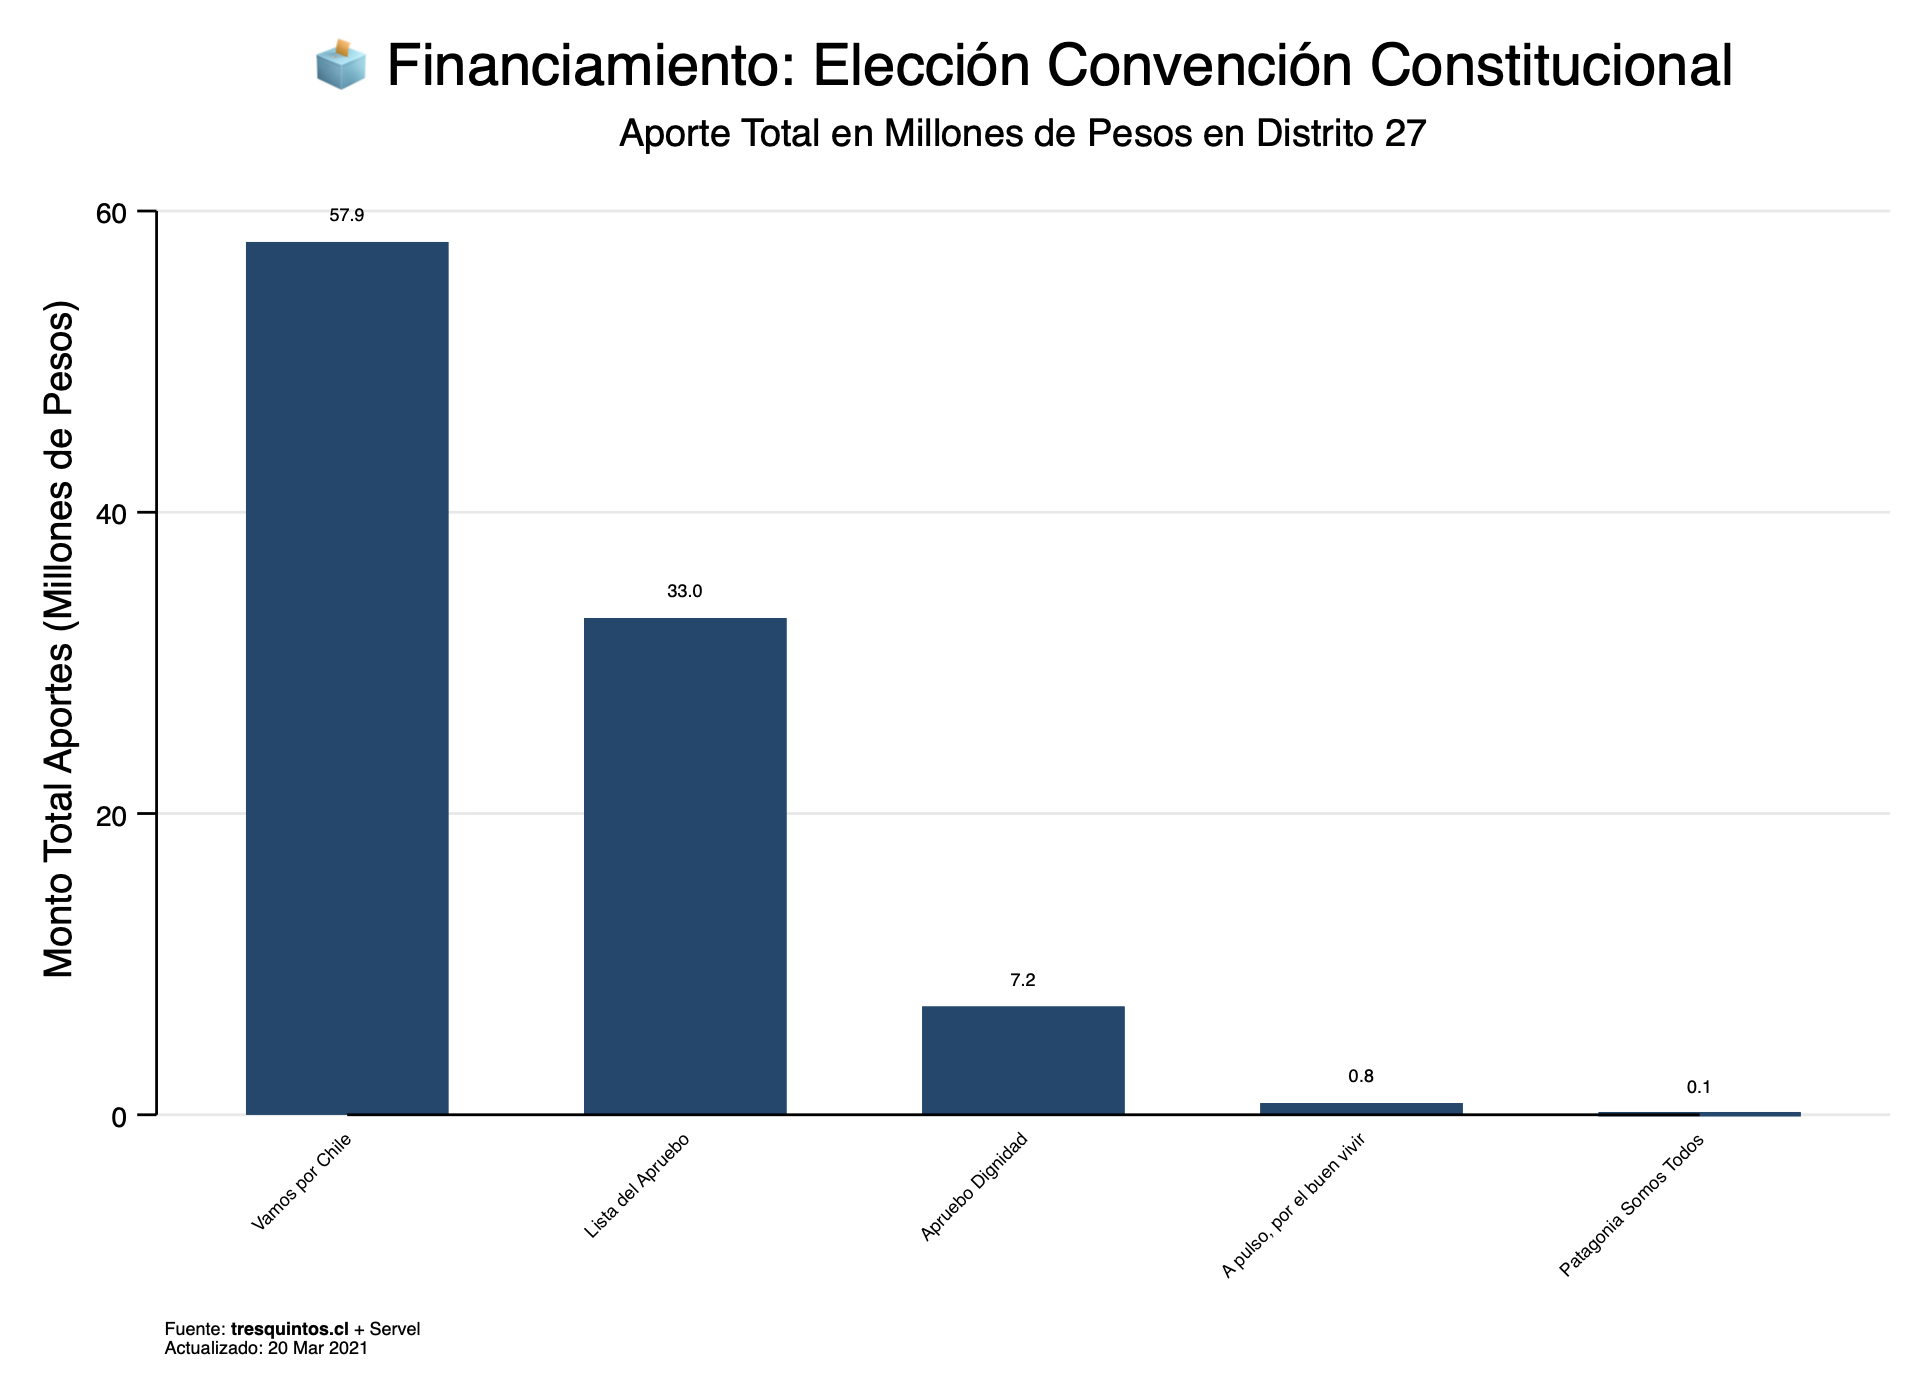 Financiamiento: Elección Convención Constitucional
Aporte Total en Millones de Pesos en Distrito 27
Monto Total Aportes (Millones de Pesos)
60
40
20
0
57.9
33.0
7.2
0.8
0.1
Vamos por Chile
Lista del Apruebo
Apruebo Dignidad
A pulso, por el buen vivir
Patagonia Somos Todos
Fuente: tresquintos.cl + Servel
Actualizado: 20 Mar 2021